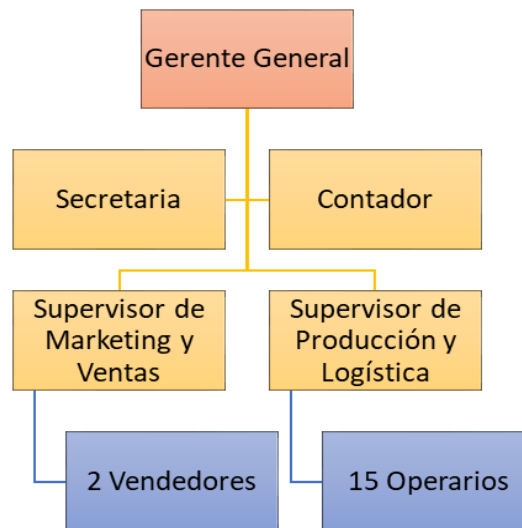 Gerente General
Secretaria
Contador
Supervisor de
Marketing y
Ventas
Supervisor de
Producción y
Logística
2 Vendedores
15 Operarios